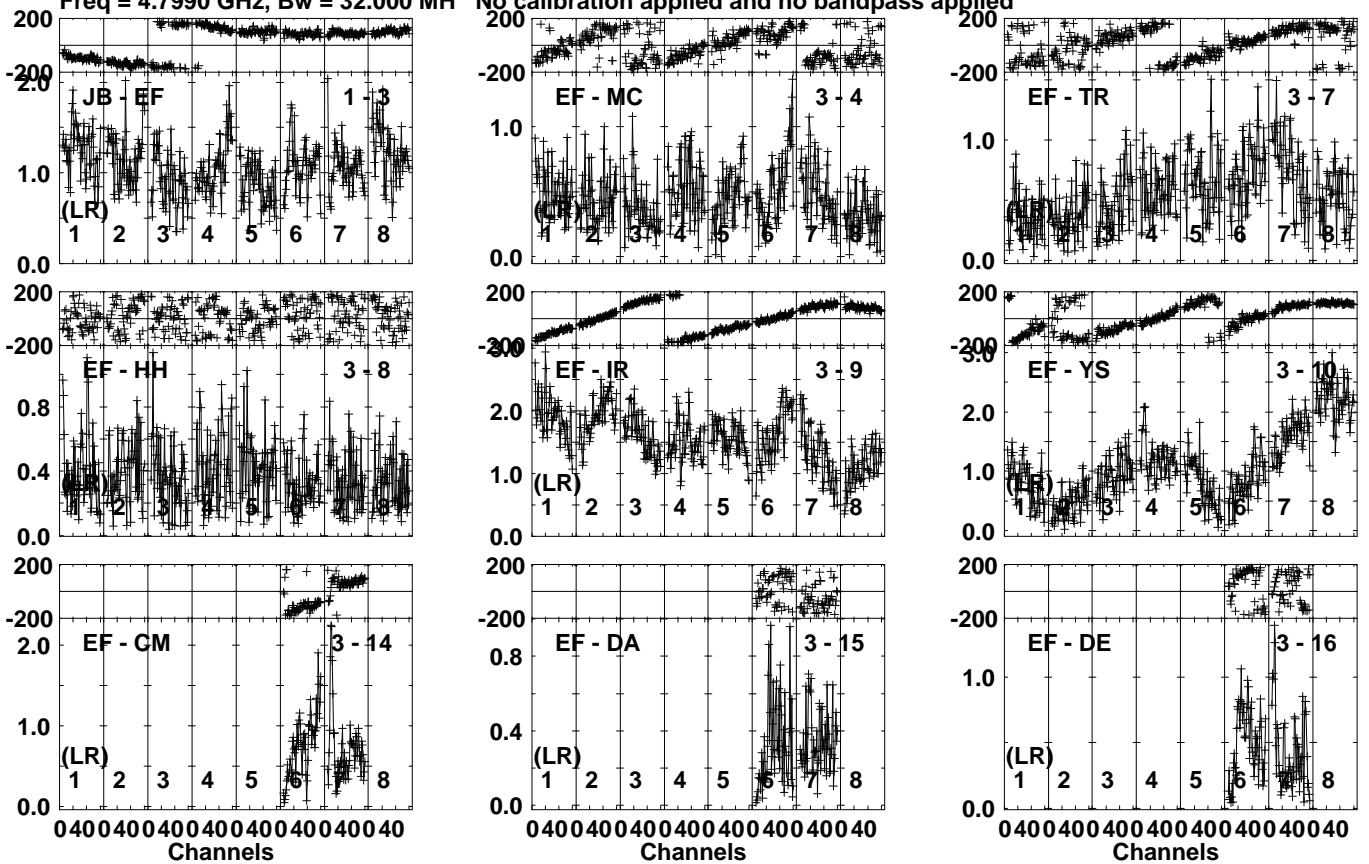 Freq = 4.7990 GHz, Bw = 32.000 MH No calibration applied and no bandpass applied
200
-200
2.0
1.0
0.0
JB - EF 1 - 3
(LR)
1 2 3 4 5 6 7 8
200
-200
1.0
0.0
EF - MC 3 - 4
(LR)
1 2 3 4 5 6 7 8
200
-200
1.0
0.0
EF - TR 3 - 7
(LR)
1 2 3 4 5 6 7 8
200
-200
0.8
0.4
0.0
EF - HH 3 - 8
(LR)
1 2 3 4 5 6 7 8
200
-200
3.0
2.0
1.0
0.0
EF - IR 3 - 9
(LR)
1 2 3 4 5 6 7 8
200
-200
3.0
2.0
1.0
0.0
EF - YS 3 - 10
(LR)
1 2 3 4 5 6 7 8
200
-200
2.0
1.0
0.0
EF - CM 3 - 14
(LR)
1 2 3 4 5 6 7 8
0 40 0 40 0 40 0 40 0 40 0 40 0 40 0 40
Channels
200
-200
0.8
0.4
0.0
EF - DA 3 - 15
(LR)
1 2 3 4 5 6 7 8
0 40 0 40 0 40 0 40 0 40 0 40 0 40 0 40
Channels
200
-200
1.0
0.0
EF - DE 3 - 16
(LR)
1 2 3 4 5 6 7 8
0 40 0 40 0 40 0 40 0 40 0 40 0 40 0 40
Channels